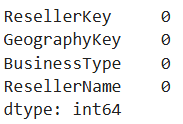 ResellerKey     0
GeographyKey    0
BusinessType    0
ResellerName    0
dtype: int64